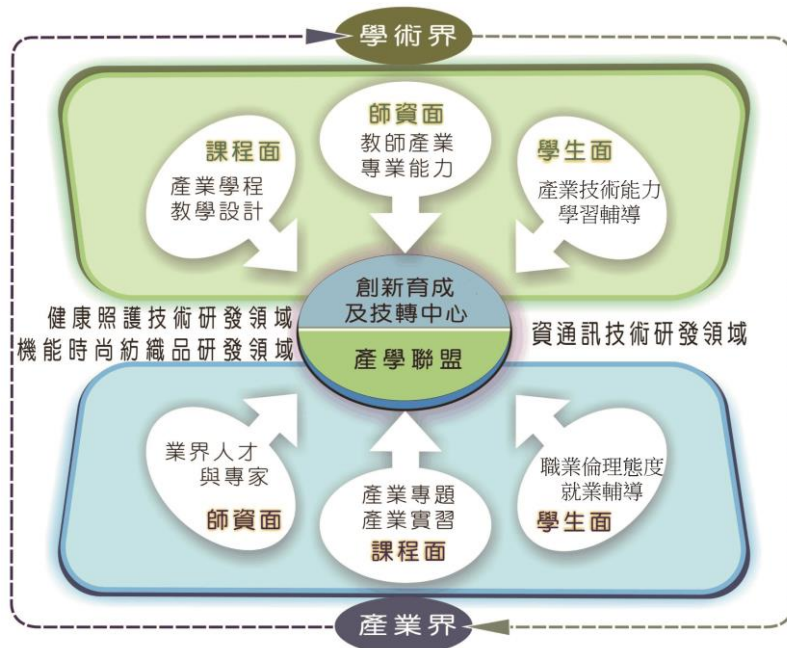 學術界
課程面
產業學程
教學設計
師資面
教師產業
專業能力
學生面
產業技術能力
學習輔導
創新育成
及技轉中心
產學聯盟
健康照護技術研發領域
機能時尚紡織品研發領域
資通訊技術研發領域
業界人才
與專家
師資面
產業專題
產業實習
課程面
職業倫理態度
就業輔導
學生面
產業界